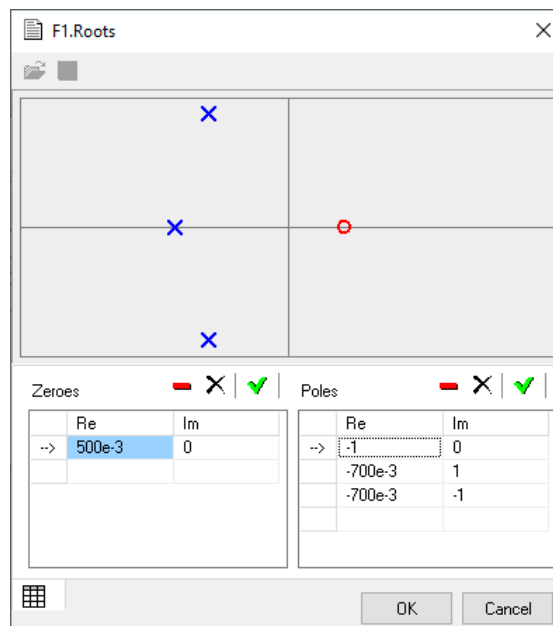 F1.Roots
Zeroes
Poles
Re Im
--> 500e-3 0
Re Im
--> -1 0
-700e-3 1
-700e-3 -1
OK Cancel